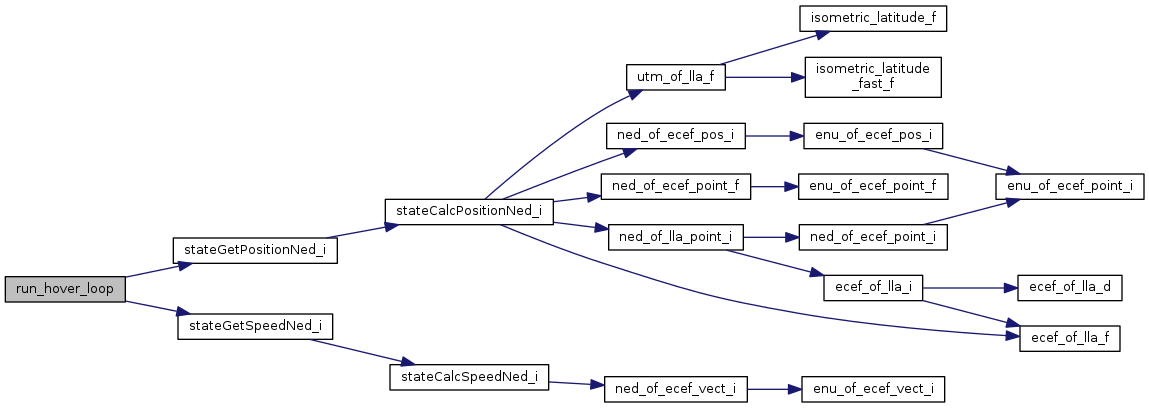 run_hover_loop
stateGetPositionNed_i
stateGetSpeedNed_i
stateCalcPositionNed_i
stateCalcSpeedNed_i
utm_of_lla_f
ned_of_ecef_pos_i
ned_of_ecef_point_f
ned_of_lla_point_i
ned_of_ecef_vect_i
isometric_latitude_f
isometric_latitude
_fast_f
enu_of_ecef_pos_i
enu_of_ecef_point_f
ned_of_ecef_point_i
ecef_of_lla_i
enu_of_ecef_vect_i
enu_of_ecef_point_i
ecef_of_lla_d
ecef_of_lla_f